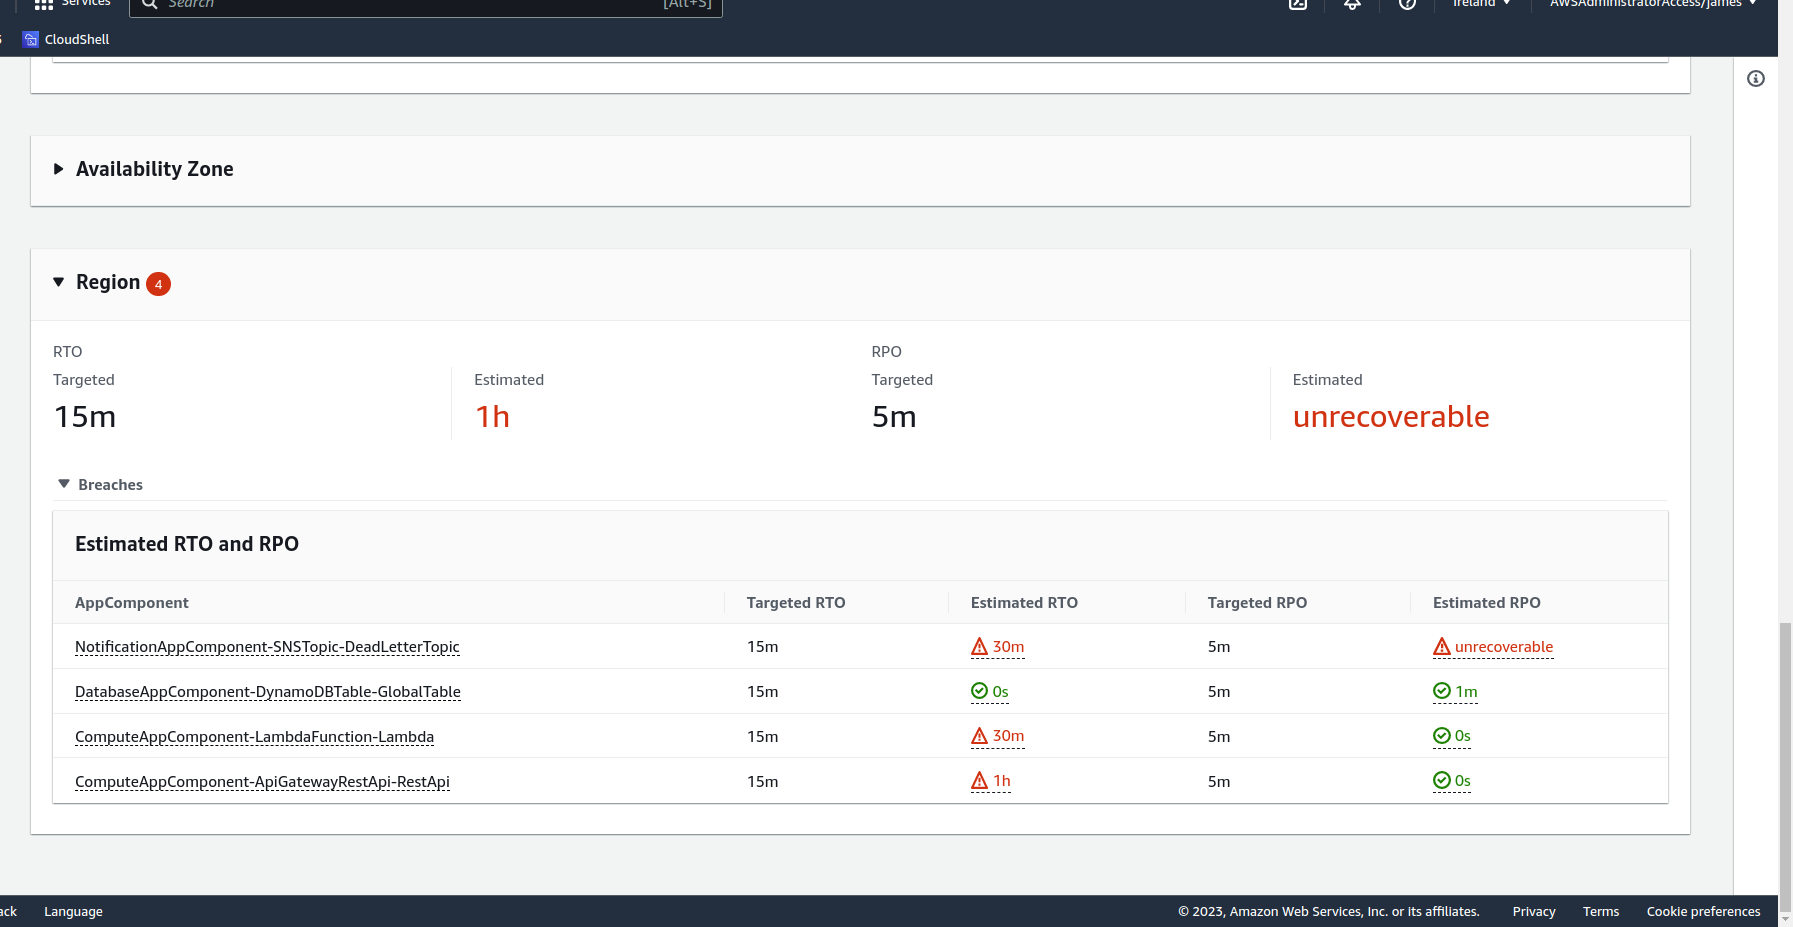 Services
Search [Alt+S]
Ireland
AWSAdministratorAccess/james
CloudShell
Availability Zone
Region 4
RTO RPO
Targeted Estimated Targeted Estimated
15m 1h 5m unrecoverable
Breaches
Estimated RTO and RPO
AppComponent Targeted RTO Estimated RTO Targeted RPO Estimated RPO
NotificationAppComponent-SNSTopic-DeadLetterTopic 15m 30m 5m unrecoverable
DatabaseAppComponent-DynamoDBTable-GlobalTable 15m 0s 5m 1m
ComputeAppComponent-LambdaFunction-Lambda 15m 30m 5m 0s
ComputeAppComponent-ApiGatewayRestApi-RestApi 15m 1h 5m 0s
ack Language © 2023, Amazon Web Services, Inc. or its affiliates. Privacy Terms Cookie preferences